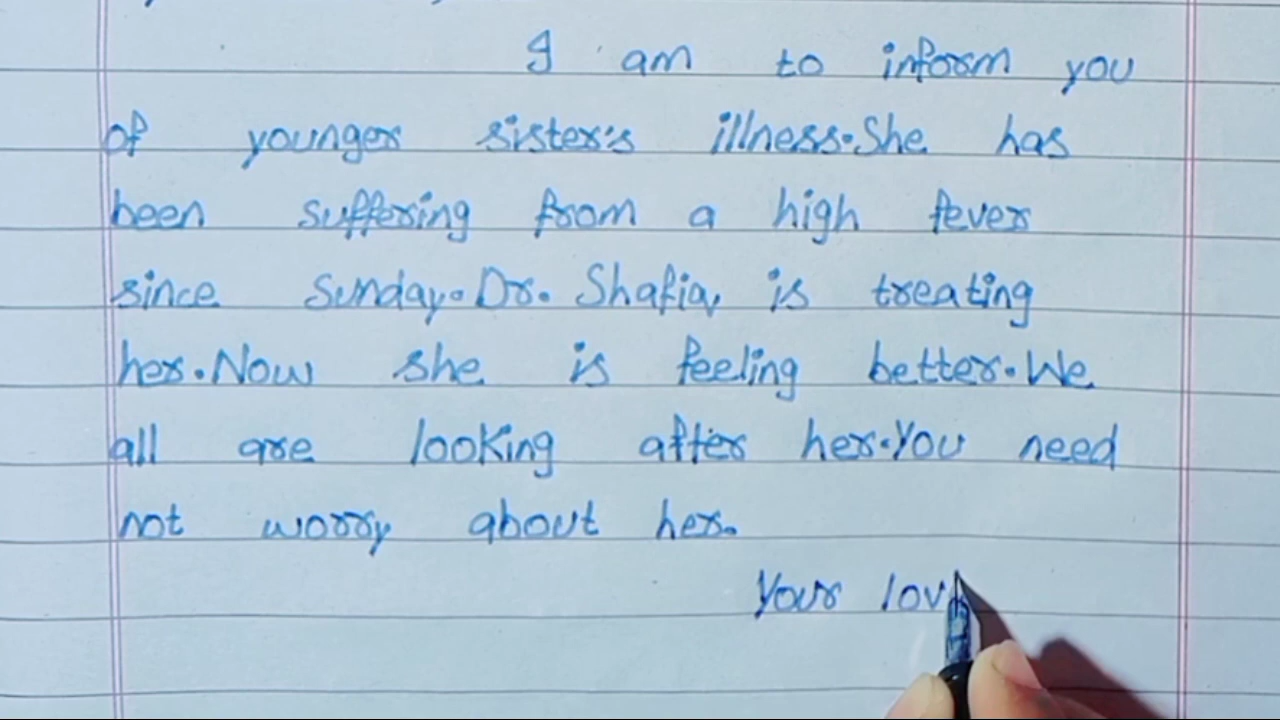 I am to inform you
of younger sister's illness.She has
been suffering from a high fever
since Sunday.Dr. Shafia, is treating
her.Now she is feeling better.We
all are looking after her.You need
not worry about her.
Your lov